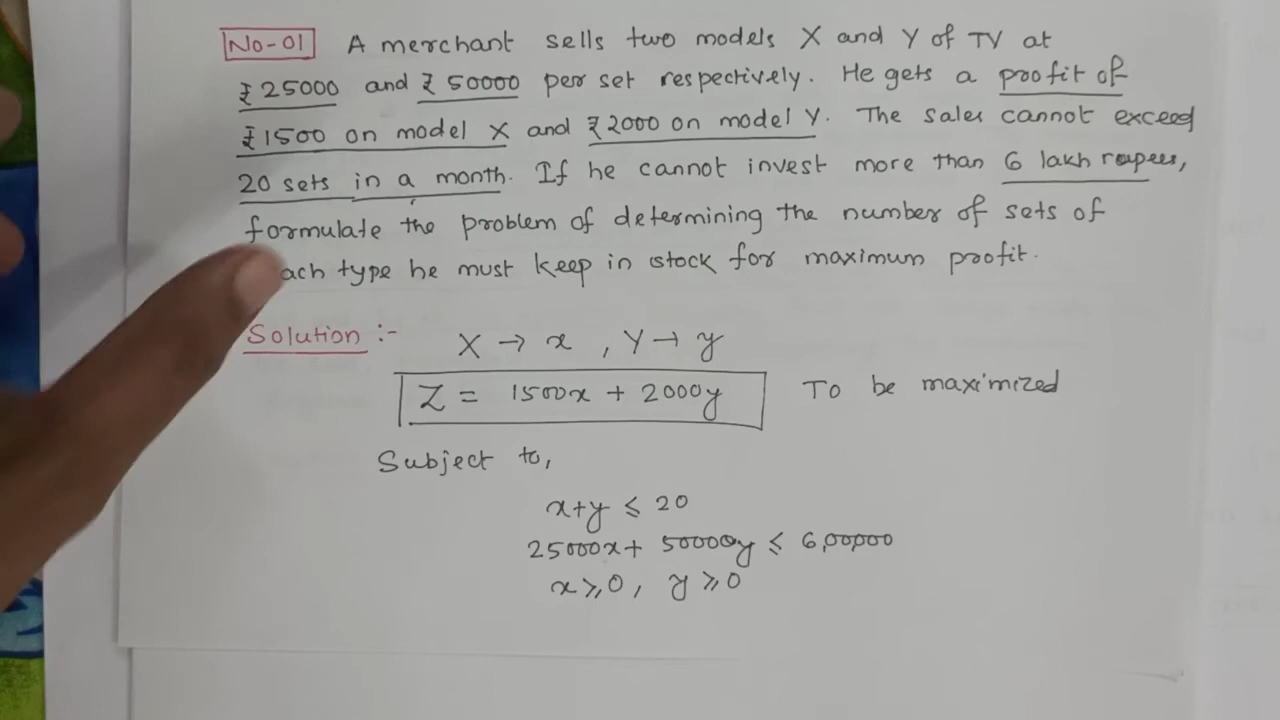 No-01 A merchant sells two models X and Y of TV at
₹25000 and ₹50000 per set respectively. He gets a profit of
₹1500 on model X and ₹2000 on model Y. The sales cannot exceed
20 sets in a month. If he cannot invest more than 6 lakh rupees,
formulate the problem of determining the number of sets of
ach type he must keep in stock for maximum profit.
Solution :- X → x , Y → y
Z = 1500x + 2000y To be maximized
Subject to,
x+y ⩽ 20
25000x + 50000y ⩽ 6,00,000
x ⩾ 0, y ⩾ 0